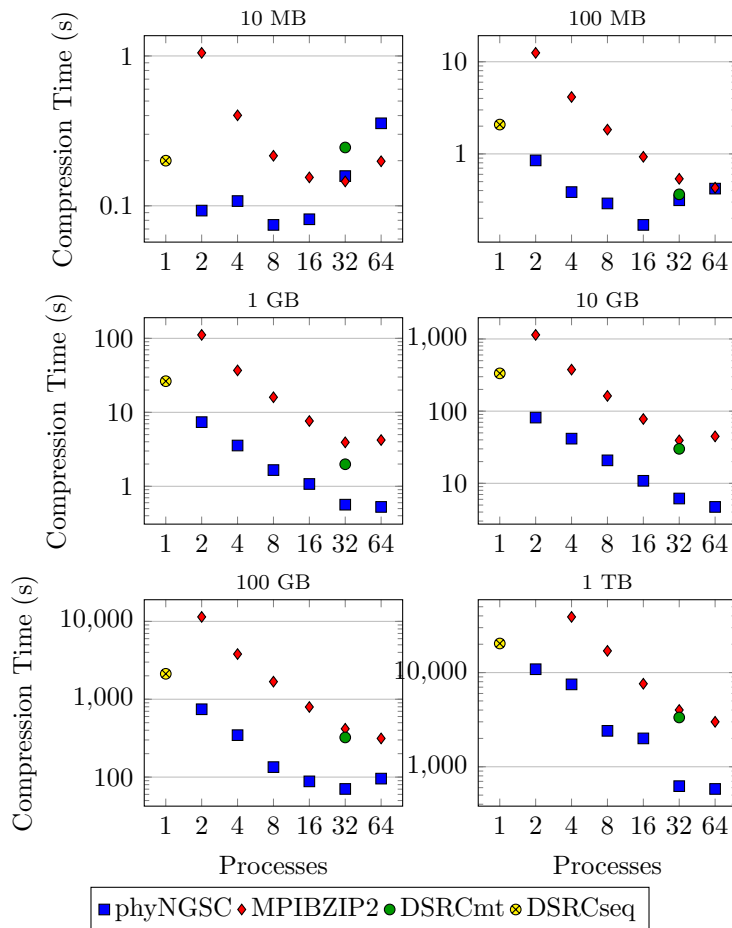 10 MB
100 MB
Compression Time (s)
1
0.1
10
1
1 2 4 8 16 32 64
1 2 4 8 16 32 64
1 GB
10 GB
Compression Time (s)
100
10
1
1,000
100
10
1 2 4 8 16 32 64
1 2 4 8 16 32 64
100 GB
1 TB
Compression Time (s)
10,000
1,000
100
10,000
1,000
1 2 4 8 16 32 64
1 2 4 8 16 32 64
Processes
Processes
phyNGSC MPIBZIP2 DSRCmt DSRCseq